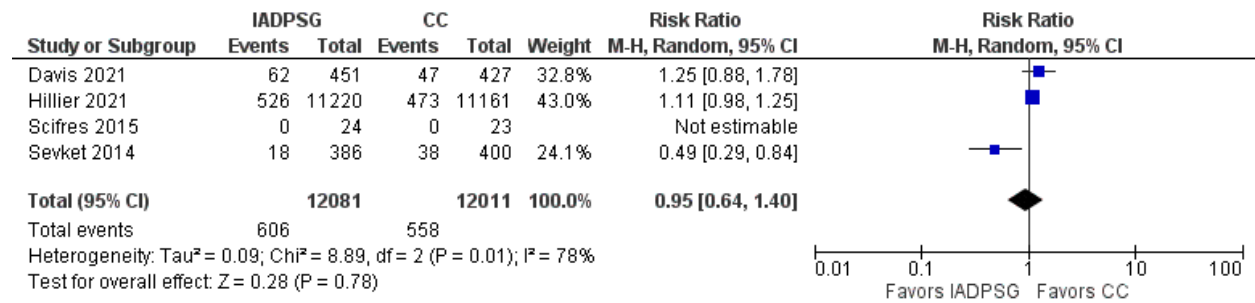 IADPSG CC Risk Ratio Risk Ratio
Study or Subgroup Events Total Events Total Weight M-H, Random, 95% CI M-H, Random, 95% CI
Davis 2021 62 451 47 427 32.8% 1.25 [0.88, 1.78]
Hillier 2021 526 11220 473 11161 43.0% 1.11 [0.98, 1.25]
Scifres 2015 0 24 0 23 Not estimable
Sevket 2014 18 386 38 400 24.1% 0.49 [0.29, 0.84]
Total (95% CI) 12081 12011 100.0% 0.95 [0.64, 1.40]
Total events 606 558
Heterogeneity: Tau² = 0.09; Chi² = 8.89, df = 2 (P = 0.01); I² = 78%
Test for overall effect: Z = 0.28 (P = 0.78)
0.01 0.1 1 10 100
Favors IADPSG Favors CC